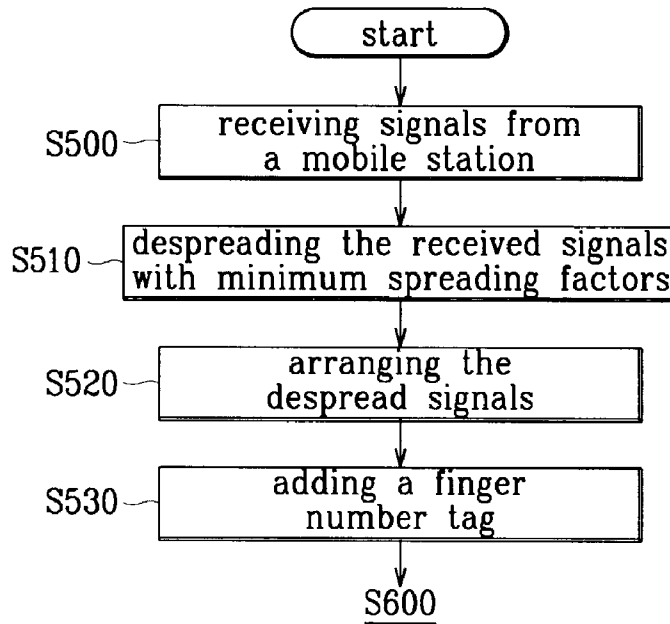 start
S500
receiving signals from
a mobile station
S510
despreading the received signals
with minimum spreading factors
S520
arranging the
despread signals
S530
adding a finger
number tag
S600